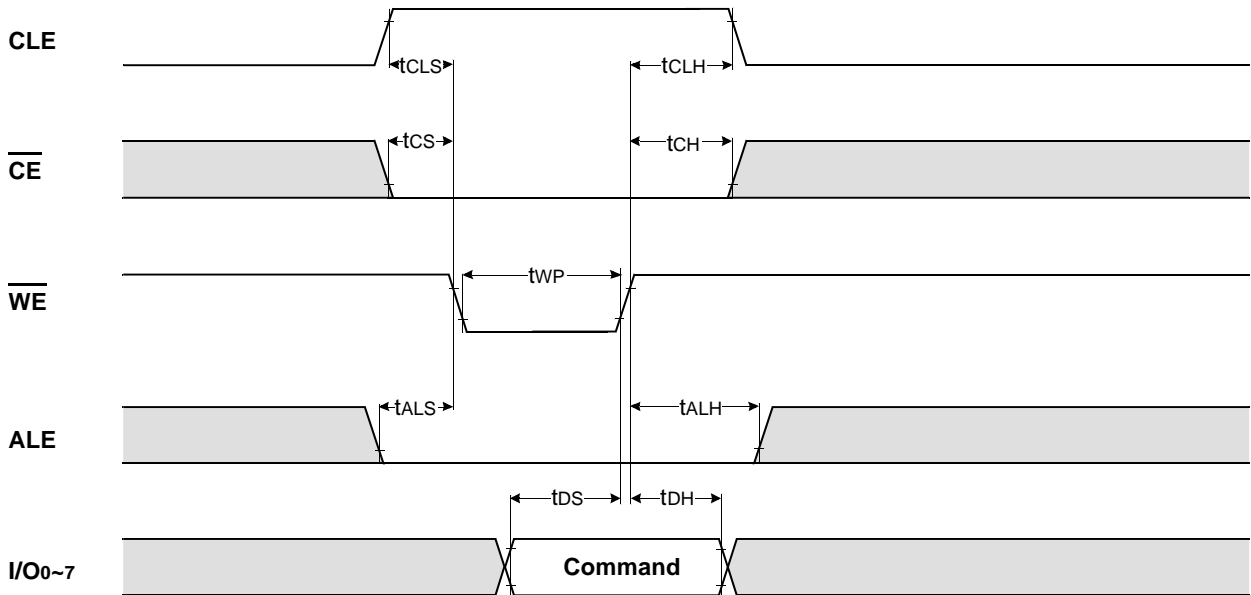 CLE
tCLS
tCLH
CE
tCS
tCH
WE
tWP
ALE
tALS
tALH
tDS
tDH
I/O0~7
Command